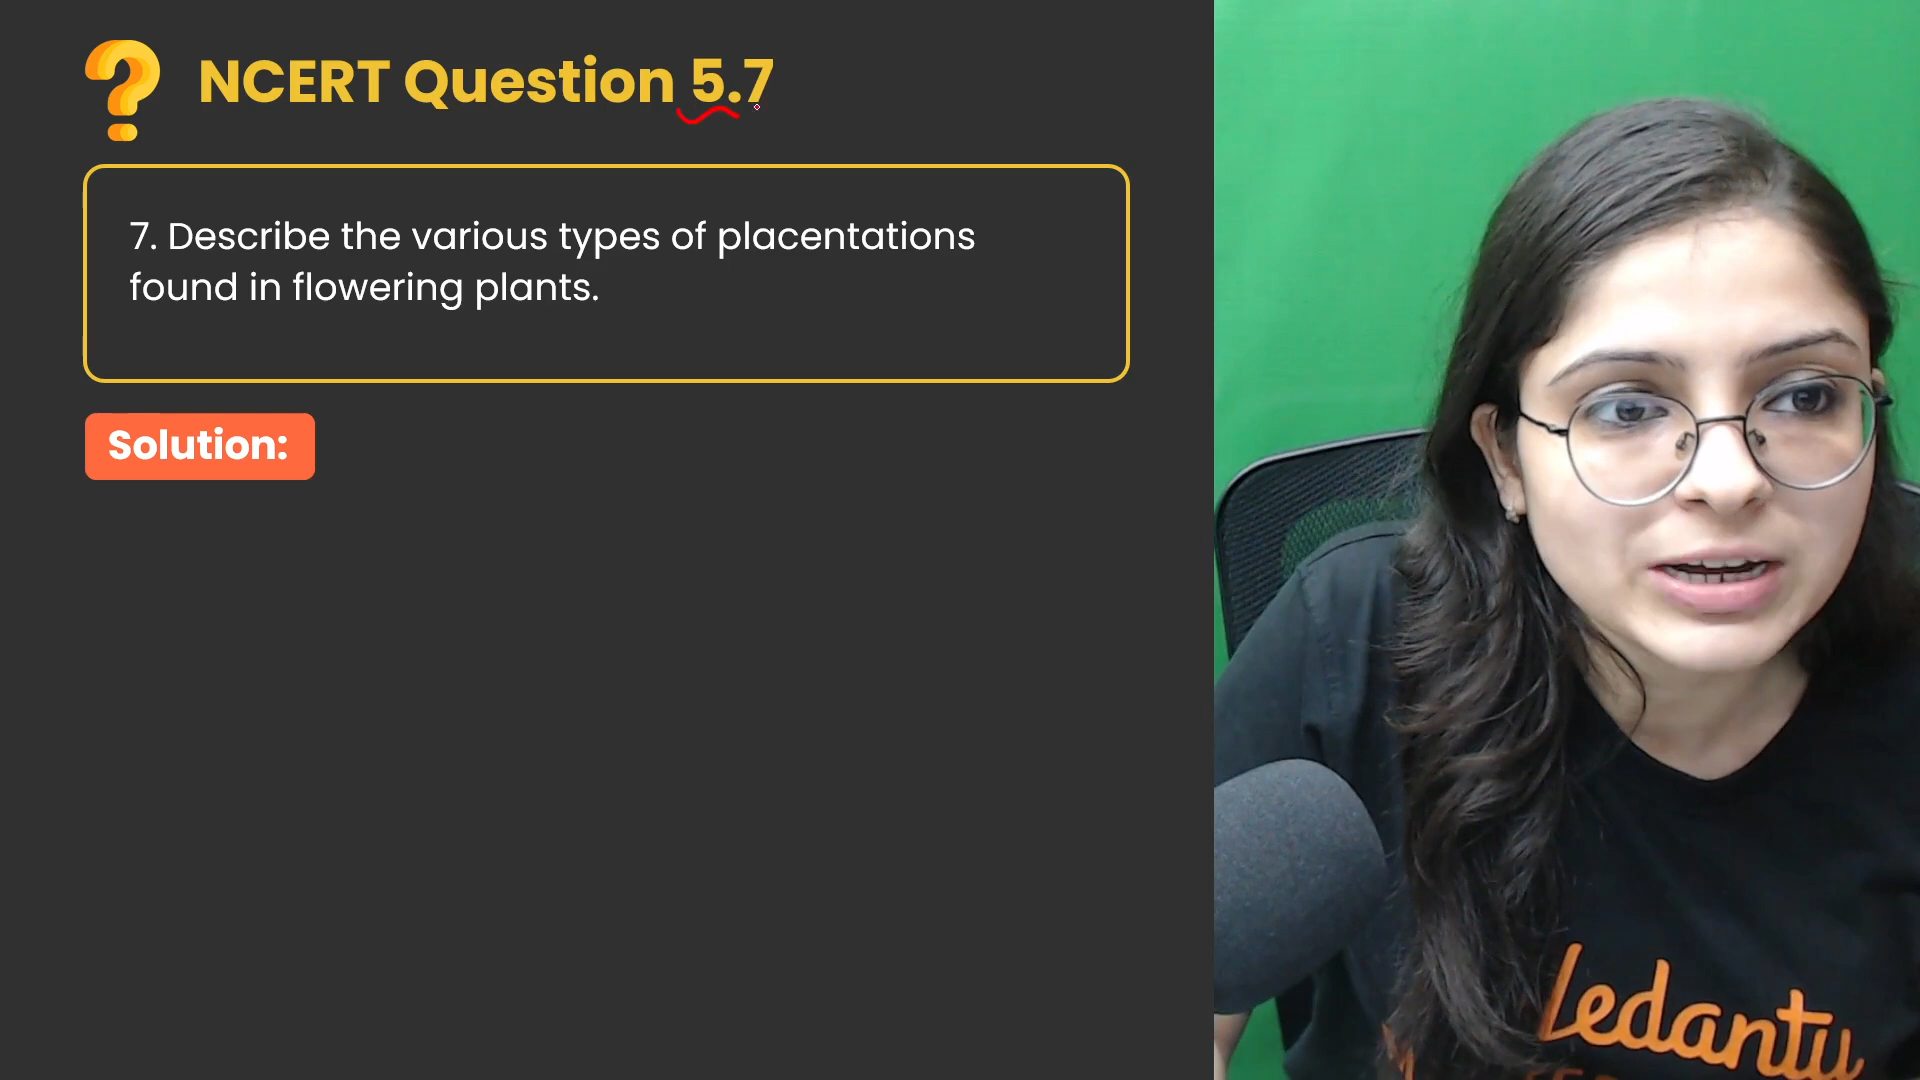 NCERT Question 5.7
7. Describe the various types of placentations
found in flowering plants.
Solution:
Vedantu